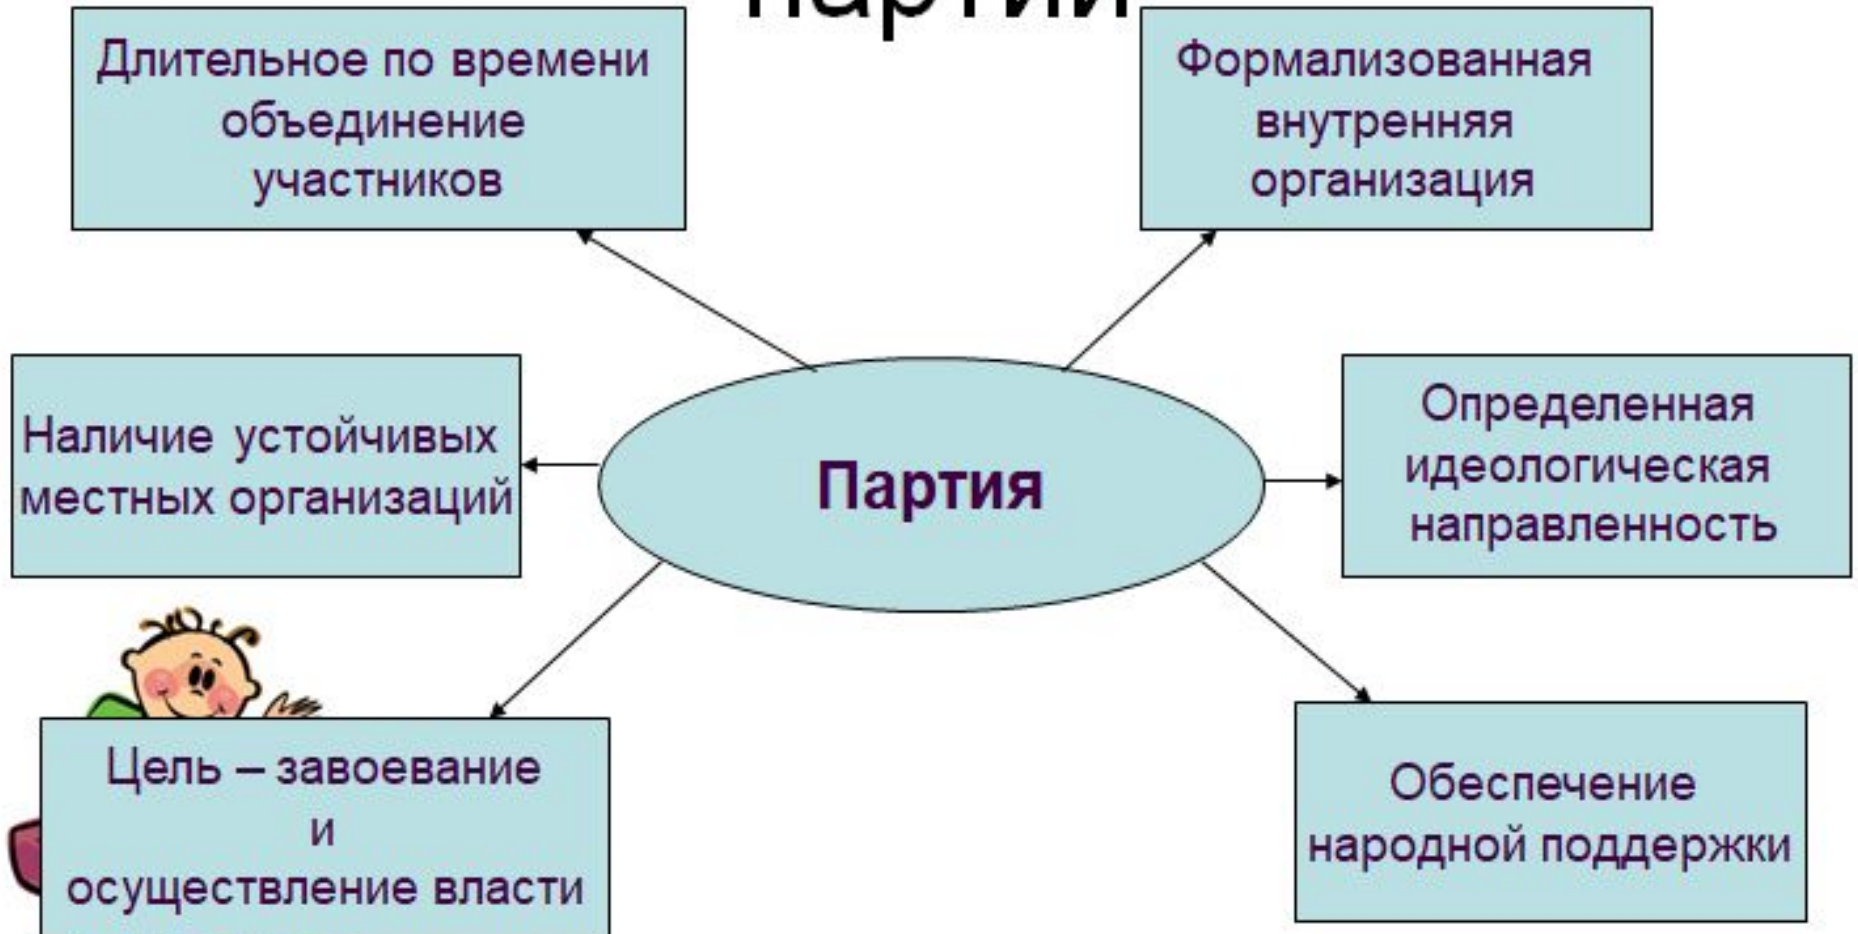 партии
Длительное по времени
объединение
участников
Формализованная
внутренняя
организация
Наличие устойчивых
местных организаций
Партия
Определенная
идеологическая
направленность
Цель – завоевание
и
осуществление власти
Обеспечение
народной поддержки